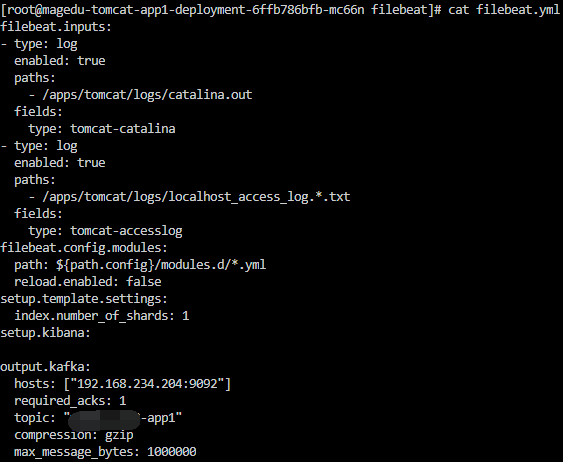 [root@magedu-tomcat-app1-deployment-6ffb786bfb-mc66n filebeat]# cat filebeat.yml
filebeat.inputs:
- type: log
  enabled: true
  paths:
    - /apps/tomcat/logs/catalina.out
  fields:
    type: tomcat-catalina
- type: log
  enabled: true
  paths:
    - /apps/tomcat/logs/localhost_access_log.*.txt
  fields:
    type: tomcat-accesslog
filebeat.config.modules:
  path: ${path.config}/modules.d/*.yml
  reload.enabled: false
setup.template.settings:
  index.number_of_shards: 1
setup.kibana:

output.kafka:
  hosts: ["192.168.234.204:9092"]
  required_acks: 1
  topic: "-app1"
  compression: gzip
  max_message_bytes: 1000000